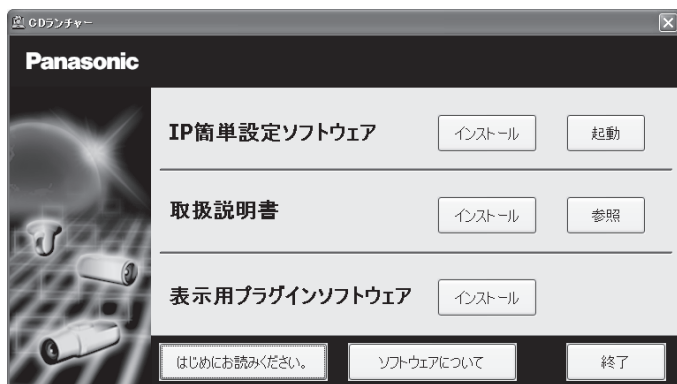 CDランチャー
Panasonic
IP簡単設定ソフトウェア インストール 起動
取扱説明書 インストール 参照
表示用プラグインソフトウェア インストール
はじめにお読みください。 ソフトウェアについて 終了